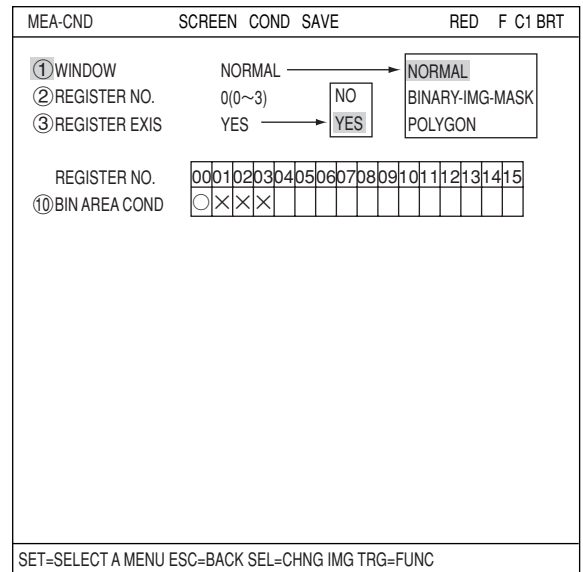 MEA-CND SCREEN COND SAVE RED F C1 BRT
①WINDOW NORMAL NORMAL
②REGISTER NO. 0(0~3) NO BINARY-IMG-MASK
③REGISTER EXIS YES YES POLYGON
REGISTER NO. 00 01 02 03 04 05 06 07 08 09 10 11 12 13 14 15
⑩BIN AREA COND ○ × × ×
SET=SELECT A MENU ESC=BACK SEL=CHNG IMG TRG=FUNC